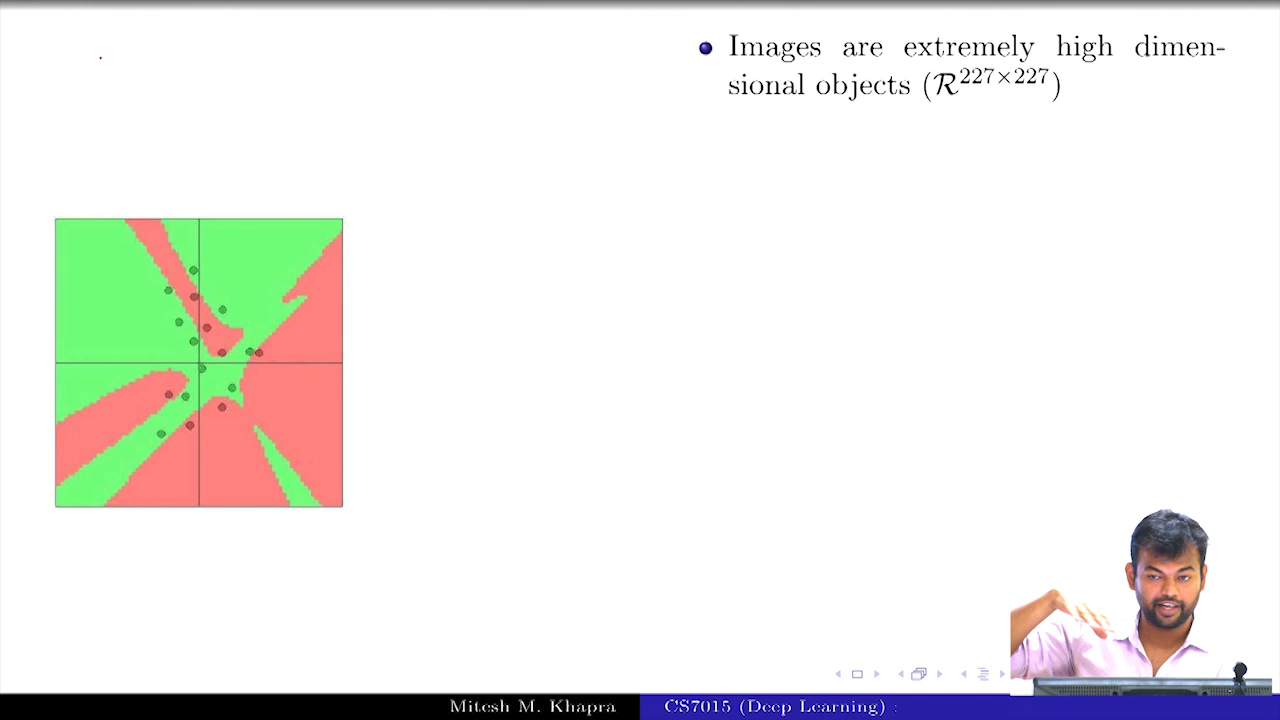 Images are extremely high dimen-
sional objects (ℛ^{227×227})
Mitesh M. Khapra
CS7015 (Deep Learning) :